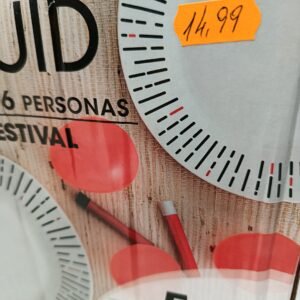 UID
14,99
6 PERSONAS
ESTIVAL